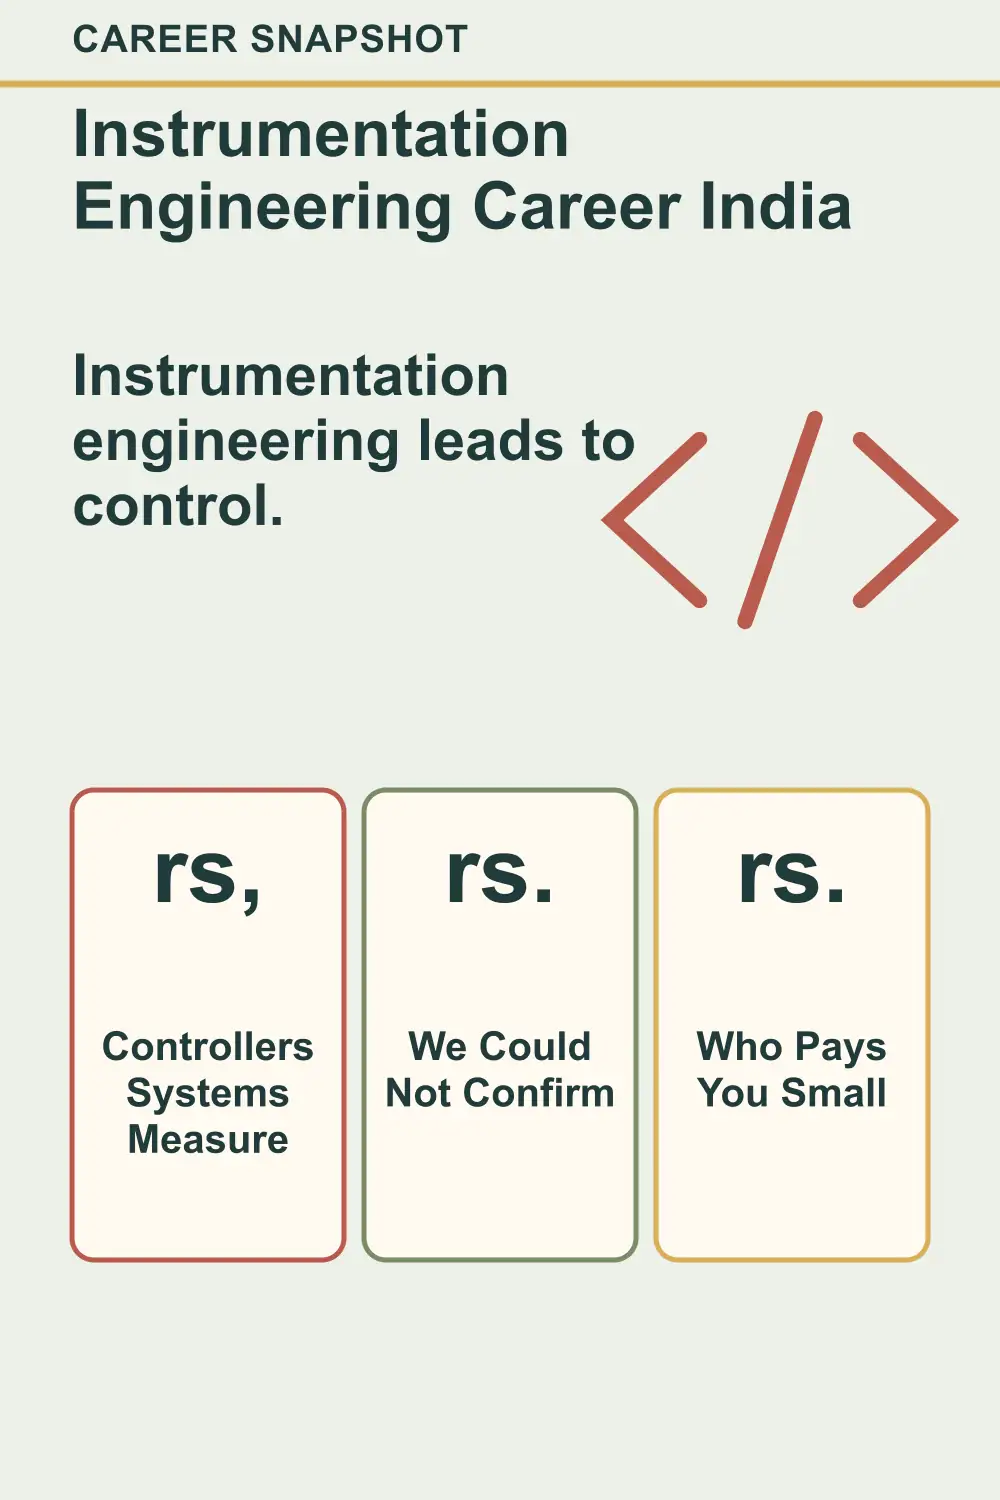 CAREER SNAPSHOT
Instrumentation
Engineering Career India
Instrumentation
engineering leads to
control.
rs,
Controllers
Systems
Measure
rs.
We Could
Not Confirm
rs.
Who Pays
You Small